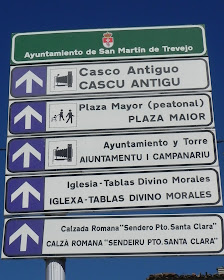 Ayuntamiento de San Martín de Trevejo
Casco Antiguo
CASCU ANTIGU
Plaza Mayor (peatonal)
PLAZA MAIOR
Ayuntamiento y Torre
AIUNTAMENTU I CAMPANARIU
Iglesia-Tablas Divino Morales
IGLEXA-TABLAS DIVINO MORALES
Calzada Romana "Sendero Pto. Santa Clara"
CALZÁ ROMANA "SENDEIRU PTO. SANTA CLARA"